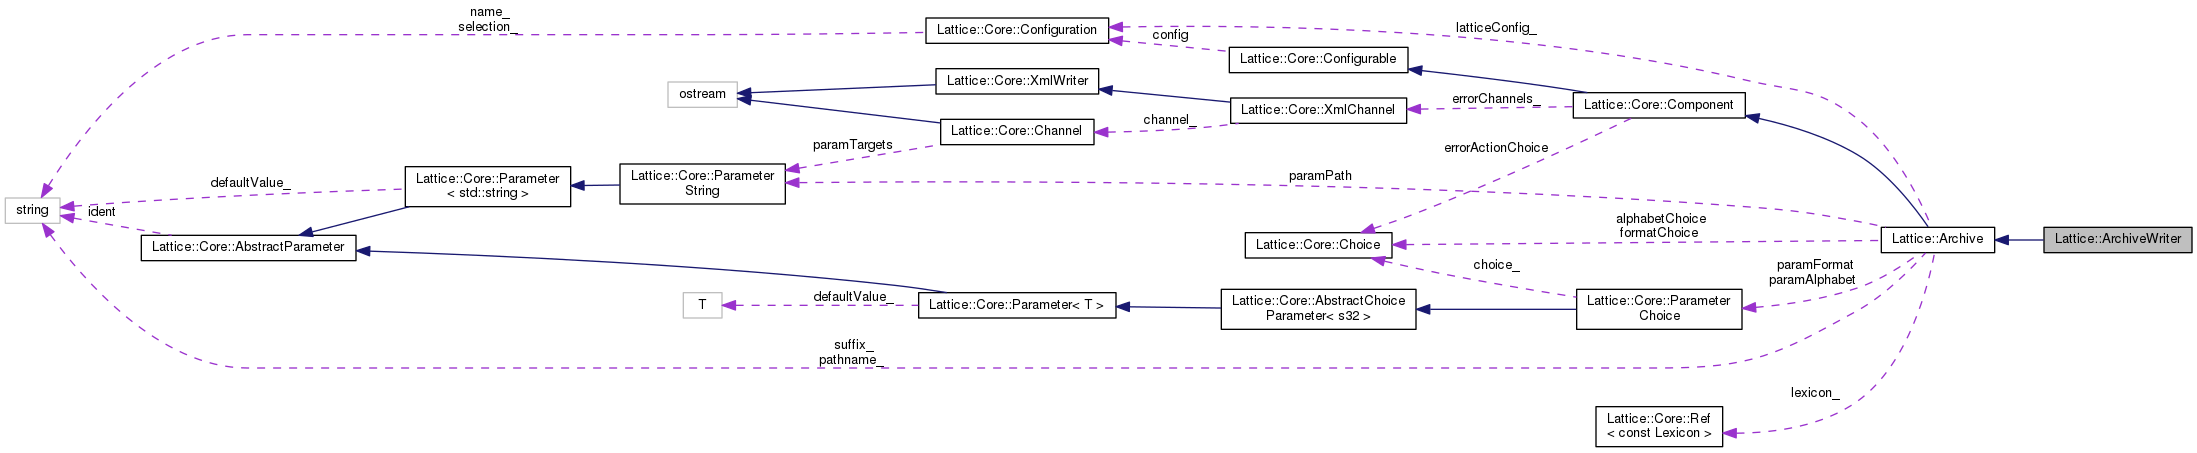 name_
selection_
Lattice::Core::Configuration
latticeConfig_
config
Lattice::Core::Configurable
Lattice::Core::XmlWriter
ostream
Lattice::Core::XmlChannel
errorChannels_
Lattice::Core::Component
channel_
Lattice::Core::Channel
paramTargets
errorActionChoice
Lattice::Core::Parameter
< std::string >
Lattice::Core::Parameter
String
paramPath
defaultValue_
string
ident
Lattice::Core::AbstractParameter
Lattice::Core::Choice
alphabetChoice
formatChoice
Lattice::Archive
Lattice::ArchiveWriter
choice_
paramFormat
paramAlphabet
T
defaultValue_
Lattice::Core::Parameter< T >
Lattice::Core::AbstractChoice
Parameter< s32 >
Lattice::Core::Parameter
Choice
suffix_
pathname_
lexicon_
Lattice::Core::Ref
< const Lexicon >